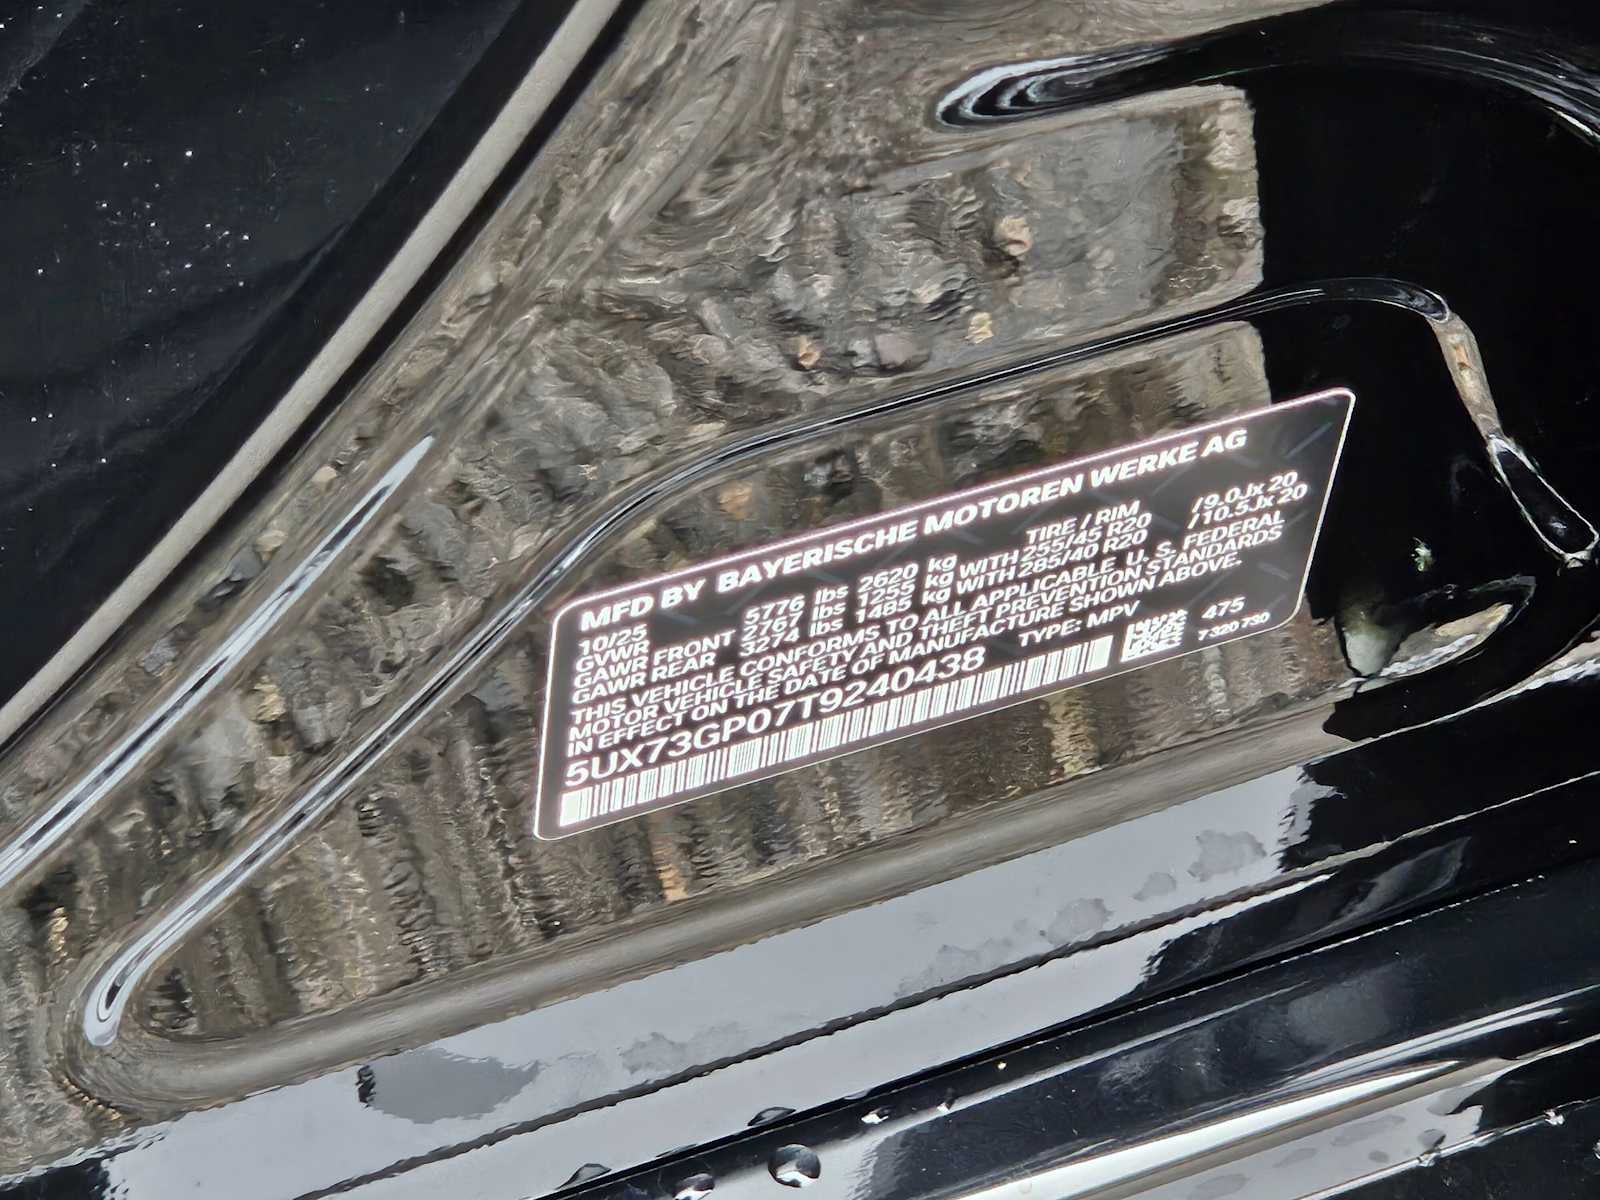 MFD BY BAYERISCHE MOTOREN WERKE AG
10/25 TIRE / RIM
GVWR 5776 lbs 2620 kg
GAWR FRONT 2767 lbs 1255 kg WITH 255/45 R20 /9.0Jx 20
GAWR REAR 3274 lbs 1485 kg WITH 285/40 R20 /10.5Jx 20
THIS VEHICLE CONFORMS TO ALL APPLICABLE U. S. FEDERAL
MOTOR VEHICLE SAFETY AND THEFT PREVENTION STANDARDS
IN EFFECT ON THE DATE OF MANUFACTURE SHOWN ABOVE.
5UX73GP07T9240438 TYPE: MPV 475
7 320 730